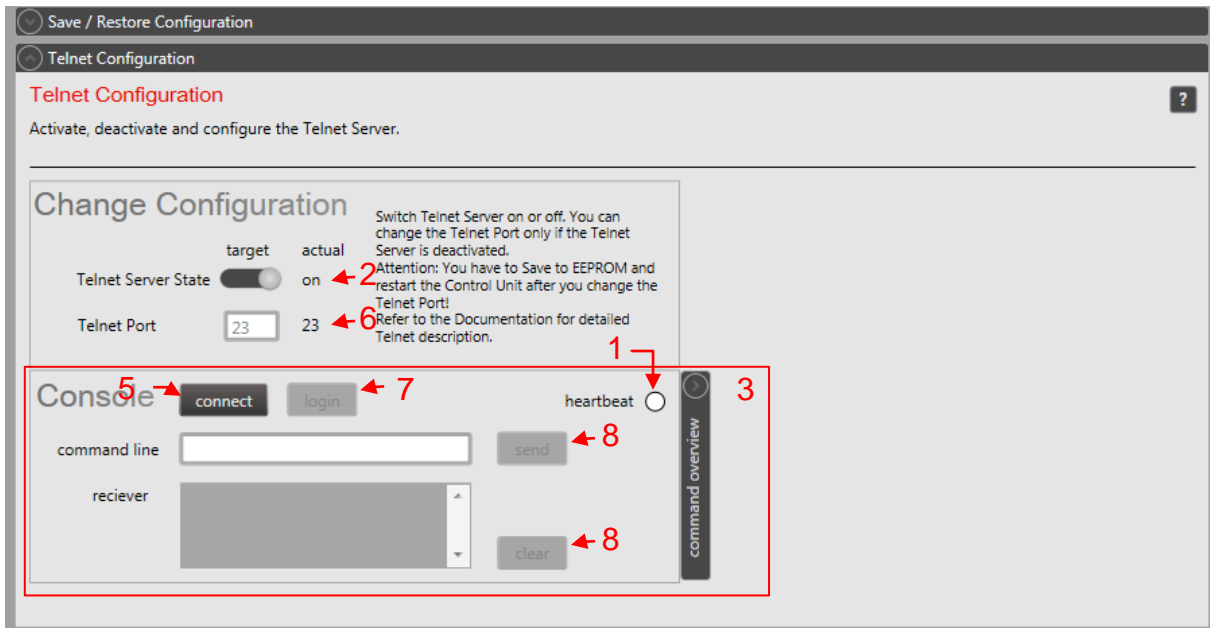 Save / Restore Configuration
Telnet Configuration
Telnet Configuration
?
Activate, deactivate and configure the Telnet Server.
Change Configuration
Switch Telnet Server on or off. You can
change the Telnet Port only if the Telnet
Server is deactivated.
Attention: You have to Save to EEPROM and
restart the Control Unit after you change the
Telnet Port!
Refer to the Documentation for detailed
Telnet description.
target actual
Telnet Server State on 2
Telnet Port 23 23 6
1
Console 5 connect login 7 heartbeat 3
command line send 8
reciever
clear 8
command overview